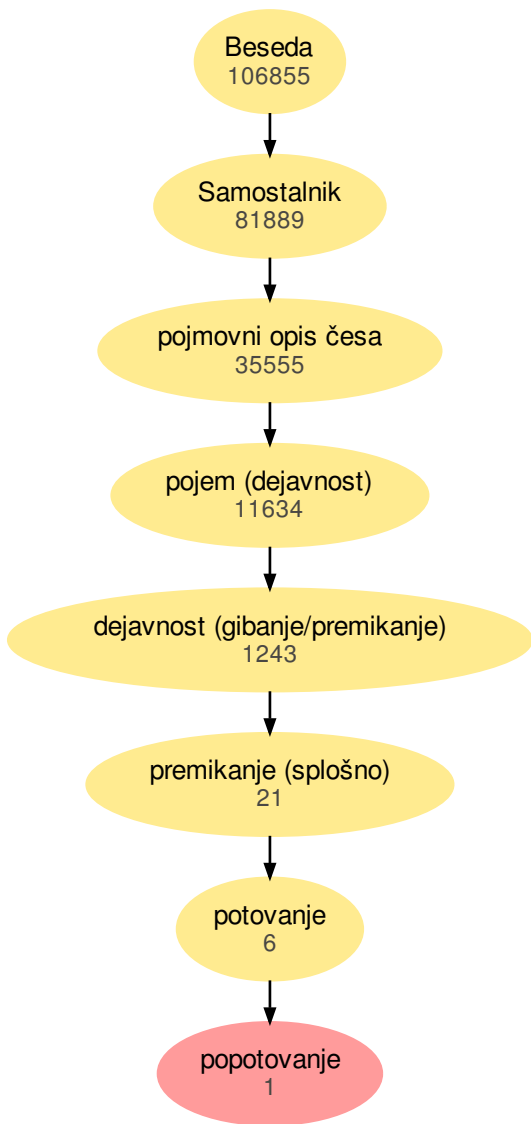 Beseda
106855
Samostalnik
81889
pojmovni opis česa
35555
pojem (dejavnost)
11634
dejavnost (gibanje/premikanje)
1243
premikanje (splošno)
21
potovanje
6
popotovanje
1